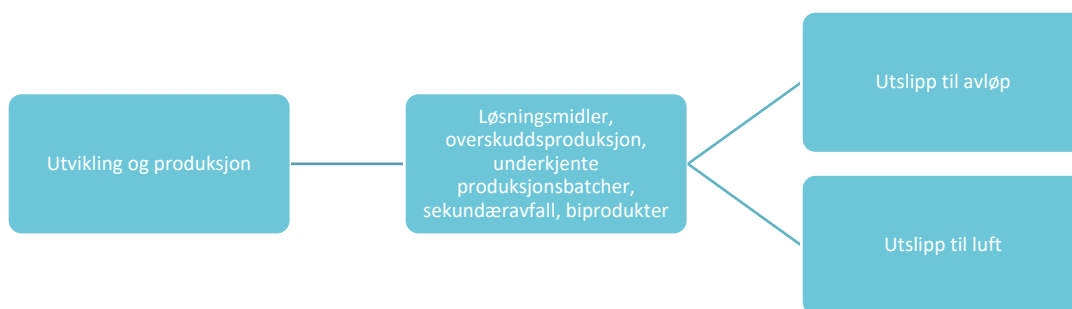 Utvikling og produksjon
Løsningsmidler,
overskuddsproduksjon,
underkjente
produksjonsbatcher,
sekundæravfall, biprodukter
Utslipp til avløp
Utslipp til luft